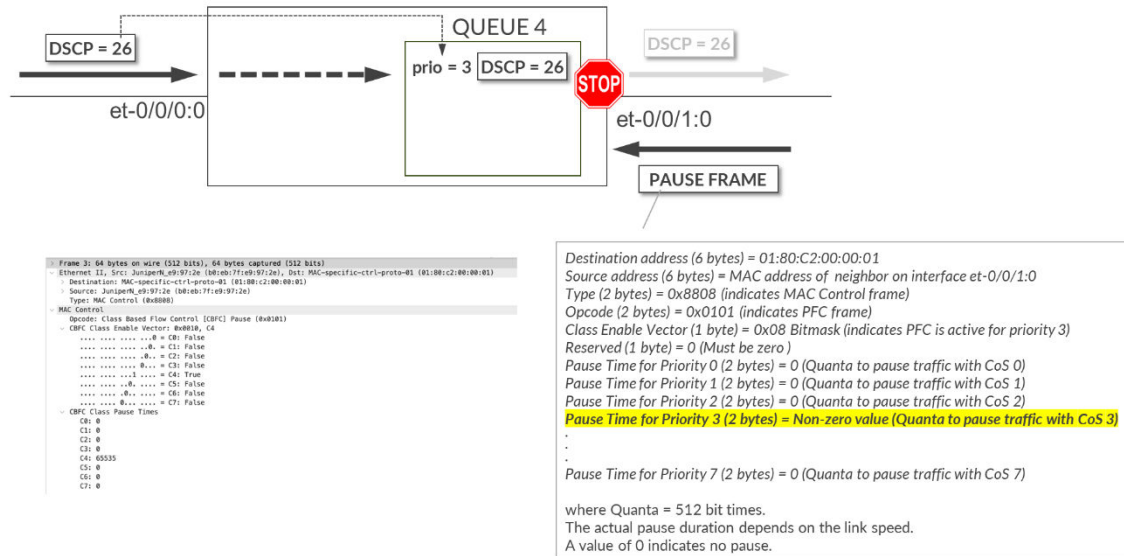 QUEUE 4
DSCP = 26
DSCP = 26
prio = 3 DSCP = 26
STOP
et-0/0/0:0
et-0/0/1:0
PAUSE FRAME
Frame 3: 64 bytes on wire (512 bits), 64 bytes captured (512 bits)
Ethernet II, Src: JuniperN_e9:97:2e (b0:eb:7f:e9:97:2e), Dst: MAC-specific-ctrl-proto-01 (01:80:c2:00:00:01)
Destination: MAC-specific-ctrl-proto-01 (01:80:c2:00:00:01)
Source: JuniperN_e9:97:2e (b0:eb:7f:e9:97:2e)
Type: MAC Control (0x8808)
MAC Control
Opcode: Class Based Flow Control [CBFC] Pause (0x0101)
CBFC Class Enable Vector: 0x0010, C4
.... .... .... ...0 = C0: False
.... .... .... ..0. = C1: False
.... .... .... .0.. = C2: False
.... .... .... 0... = C3: False
.... .... ...1 .... = C4: True
.... .... ..0. .... = C5: False
.... .... .0.. .... = C6: False
.... .... 0... .... = C7: False
CBFC Class Pause Times
C0: 0
C1: 0
C2: 0
C3: 0
C4: 65535
C5: 0
C6: 0
C7: 0
Destination address (6 bytes) = 01:80:C2:00:00:01
Source address (6 bytes) = MAC address of neighbor on interface et-0/0/1:0
Type (2 bytes) = 0x8808 (indicates MAC Control frame)
Opcode (2 bytes) = 0x0101 (indicates PFC frame)
Class Enable Vector (1 byte) = 0x08 Bitmask (indicates PFC is active for priority 3)
Reserved (1 byte) = 0 (Must be zero )
Pause Time for Priority 0 (2 bytes) = 0 (Quanta to pause traffic with CoS 0)
Pause Time for Priority 1 (2 bytes) = 0 (Quanta to pause traffic with CoS 1)
Pause Time for Priority 2 (2 bytes) = 0 (Quanta to pause traffic with CoS 2)
Pause Time for Priority 3 (2 bytes) = Non-zero value (Quanta to pause traffic with CoS 3)
.
.
.
Pause Time for Priority 7 (2 bytes) = 0 (Quanta to pause traffic with CoS 7)
where Quanta = 512 bit times.
The actual pause duration depends on the link speed.
A value of 0 indicates no pause.